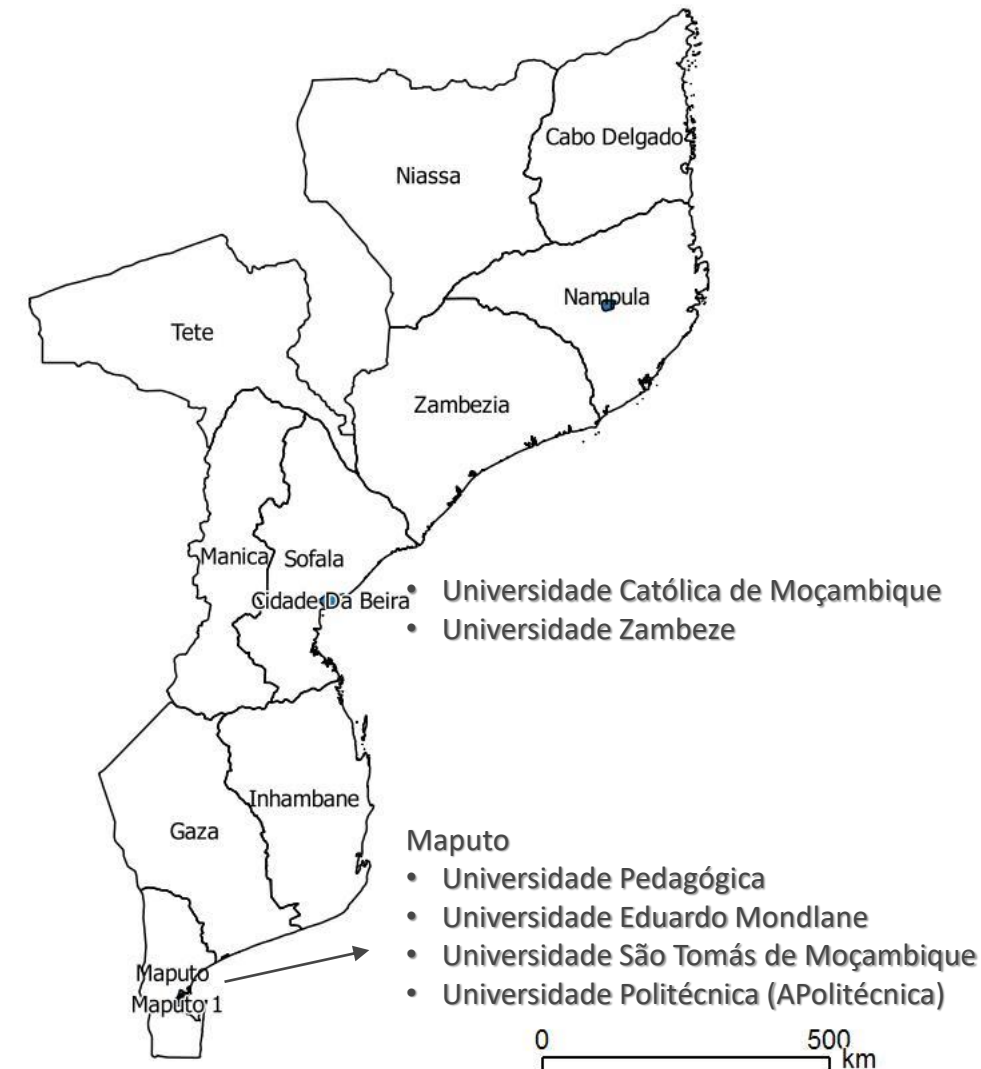 Cabo Delgado
Niassa
Nampula
Tete
Zambezia
Manica
Sofala
Cidade Da Beira
• Universidade Católica de Moçambique
• Universidade Zambeze
Inhambane
Gaza
Maputo
• Universidade Pedagógica
• Universidade Eduardo Mondlane
• Universidade São Tomás de Moçambique
• Universidade Politécnica (APolitécnica)
Maputo
Maputo 1
0 500
km